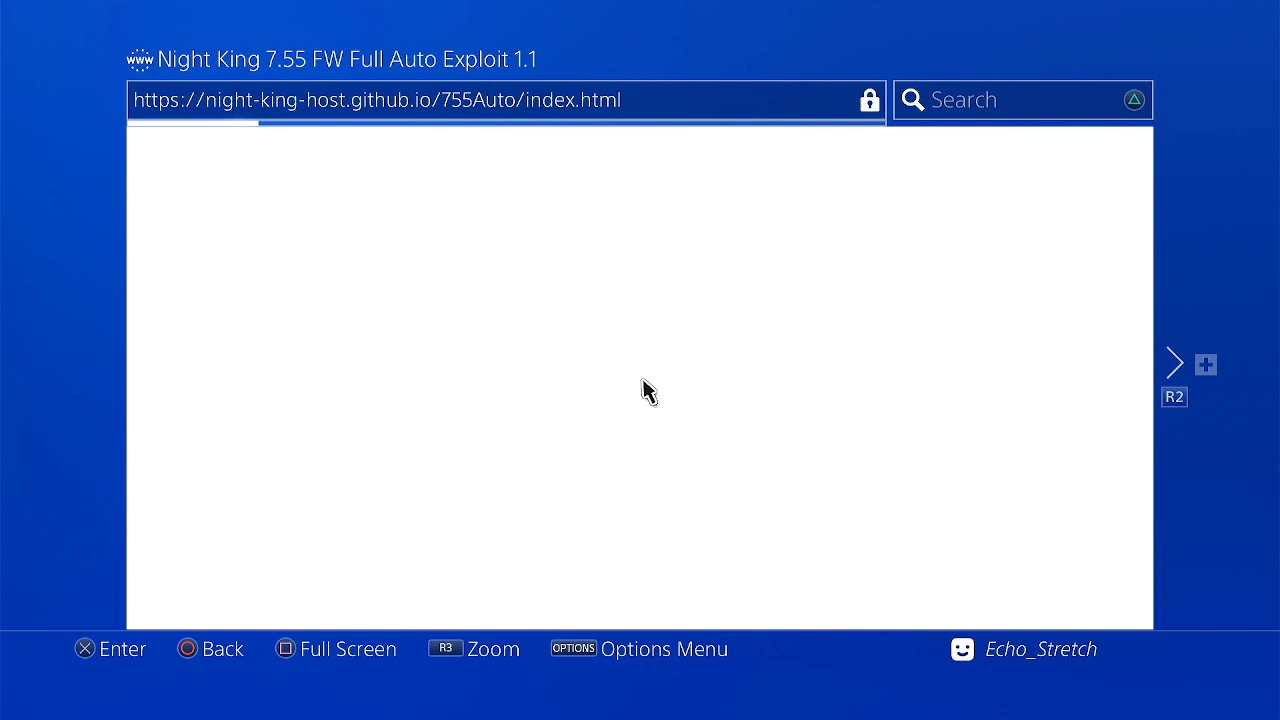 www Night King 7.55 FW Full Auto Exploit 1.1
https://night-king-host.github.io/755Auto/index.html Search
R2
Enter Back Full Screen R3 Zoom OPTIONS Options Menu Echo_Stretch